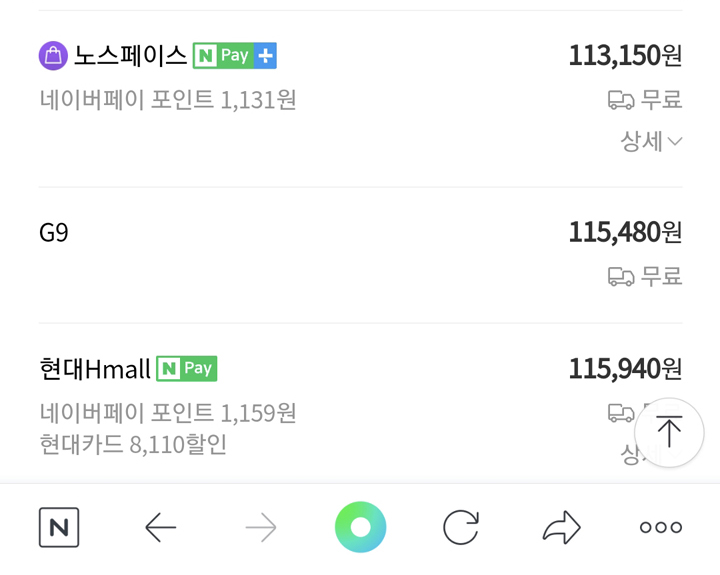 노스페이스 N Pay +
113,150원
네이버페이 포인트 1,131원
무료
상세
G9
115,480원
무료
현대Hmall N Pay
115,940원
네이버페이 포인트 1,159원
현대카드 8,110할인
N